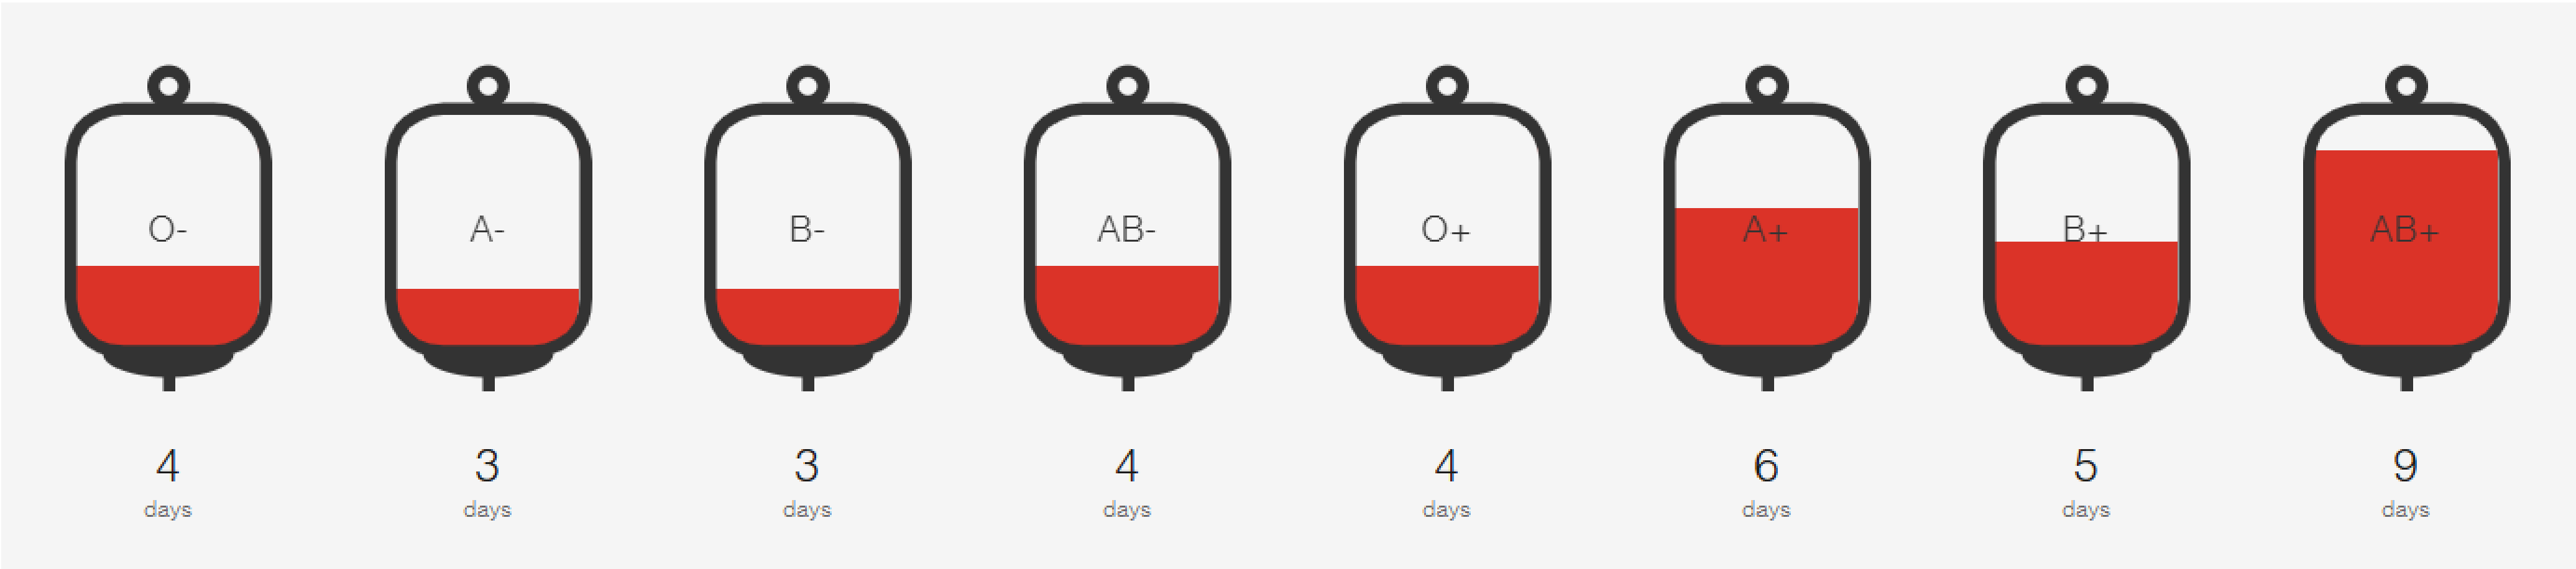 O- A- B- AB- O+ A+ B+ AB+
4 3 3 4 4 6 5 9
days days days days days days days days